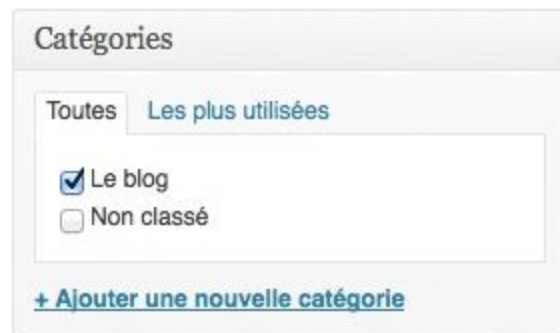 Catégories
Toutes Les plus utilisées
Le blog
Non classé
+ Ajouter une nouvelle catégorie